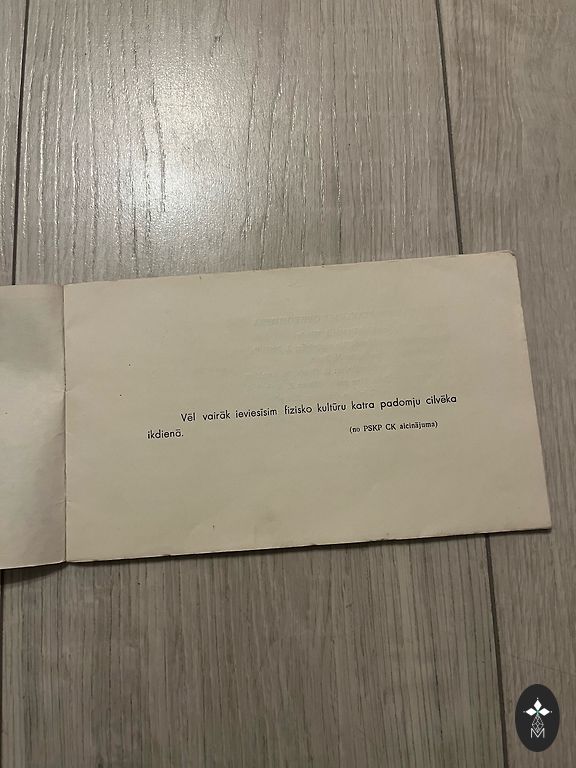 Vēl vairāk ieviesīsim fizisko kultūru katra padomju cilvēka
ikdienā.
(no PSKP CK aicinājuma)
M